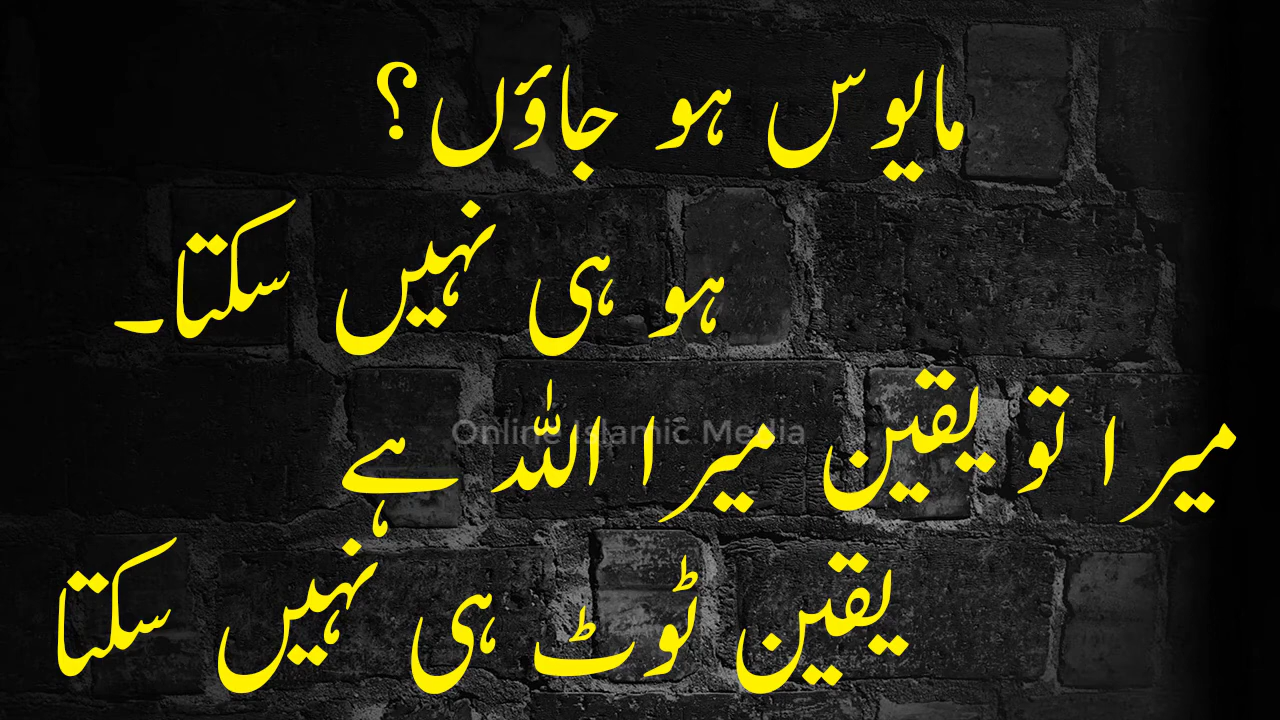 مایوس ہو جاؤں؟
ہو ہی نہیں سکتا۔
میرا تو یقین میرا اللہ ہے
Online Islamic Media
یقین ٹوٹ ہی نہیں سکتا